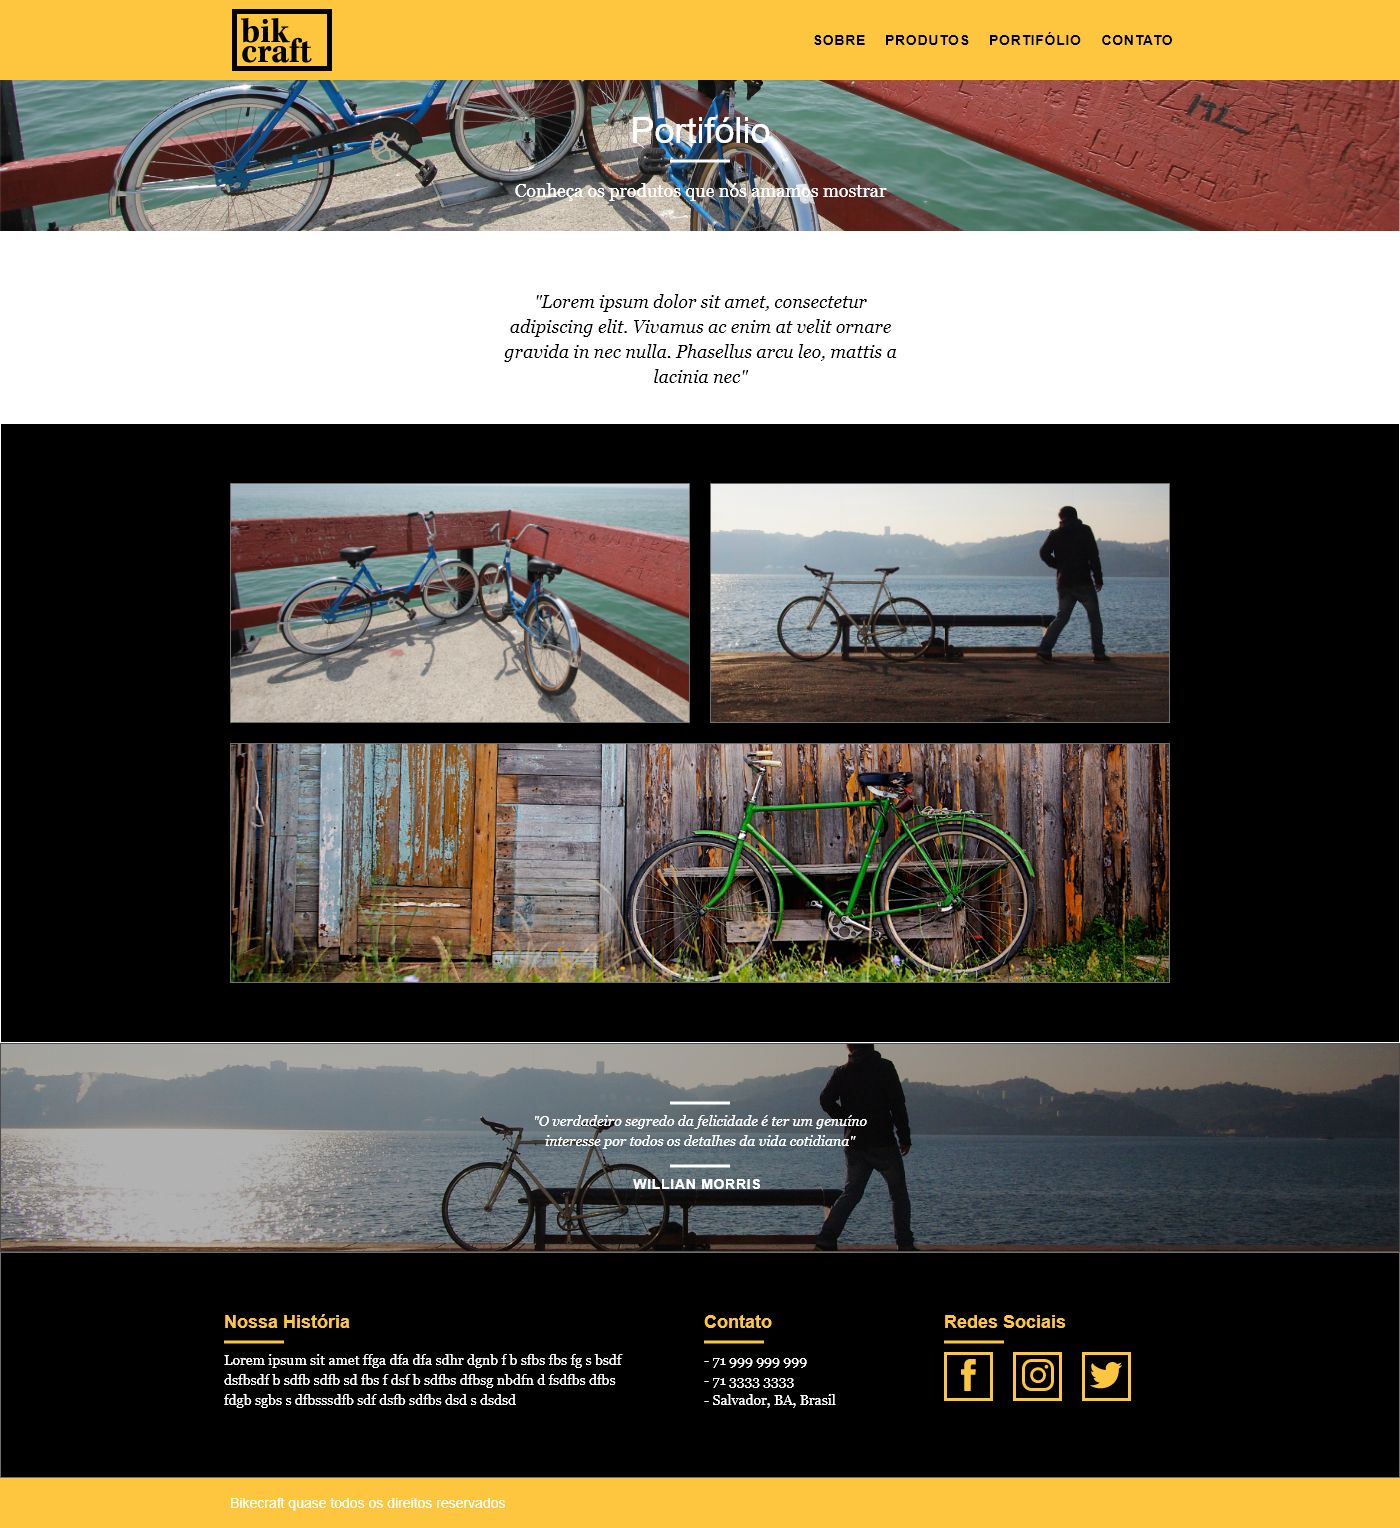 bik
craft
SOBRE PRODUTOS PORTIFÓLIO CONTATO
Portifólio
Conheça os produtos que nós amamos mostrar
"Lorem ipsum dolor sit amet, consectetur
adipiscing elit. Vivamus ac enim at velit ornare
gravida in nec nulla. Phasellus arcu leo, mattis a
lacinia nec"
"O verdadeiro segredo da felicidade é ter um genuíno
interesse por todos os detalhes da vida cotidiana"
WILLIAN MORRIS
Nossa História
Lorem ipsum sit amet ffga dfa dfa sdhr dgnb f b sfbs fbs fg s bsdf
dsfbsdf b sdfb sdfb sd fbs f dsf b sdfbs dfbsg nbdfn d fsdfbs dfbs
fdgb sgbs s dfbsssdfb sdf dsfb sdfbs dsd s dsdsd
Contato
- 71 999 999 999
- 71 3333 3333
- Salvador, BA, Brasil
Redes Sociais
Bikecraft quase todos os direitos reservados